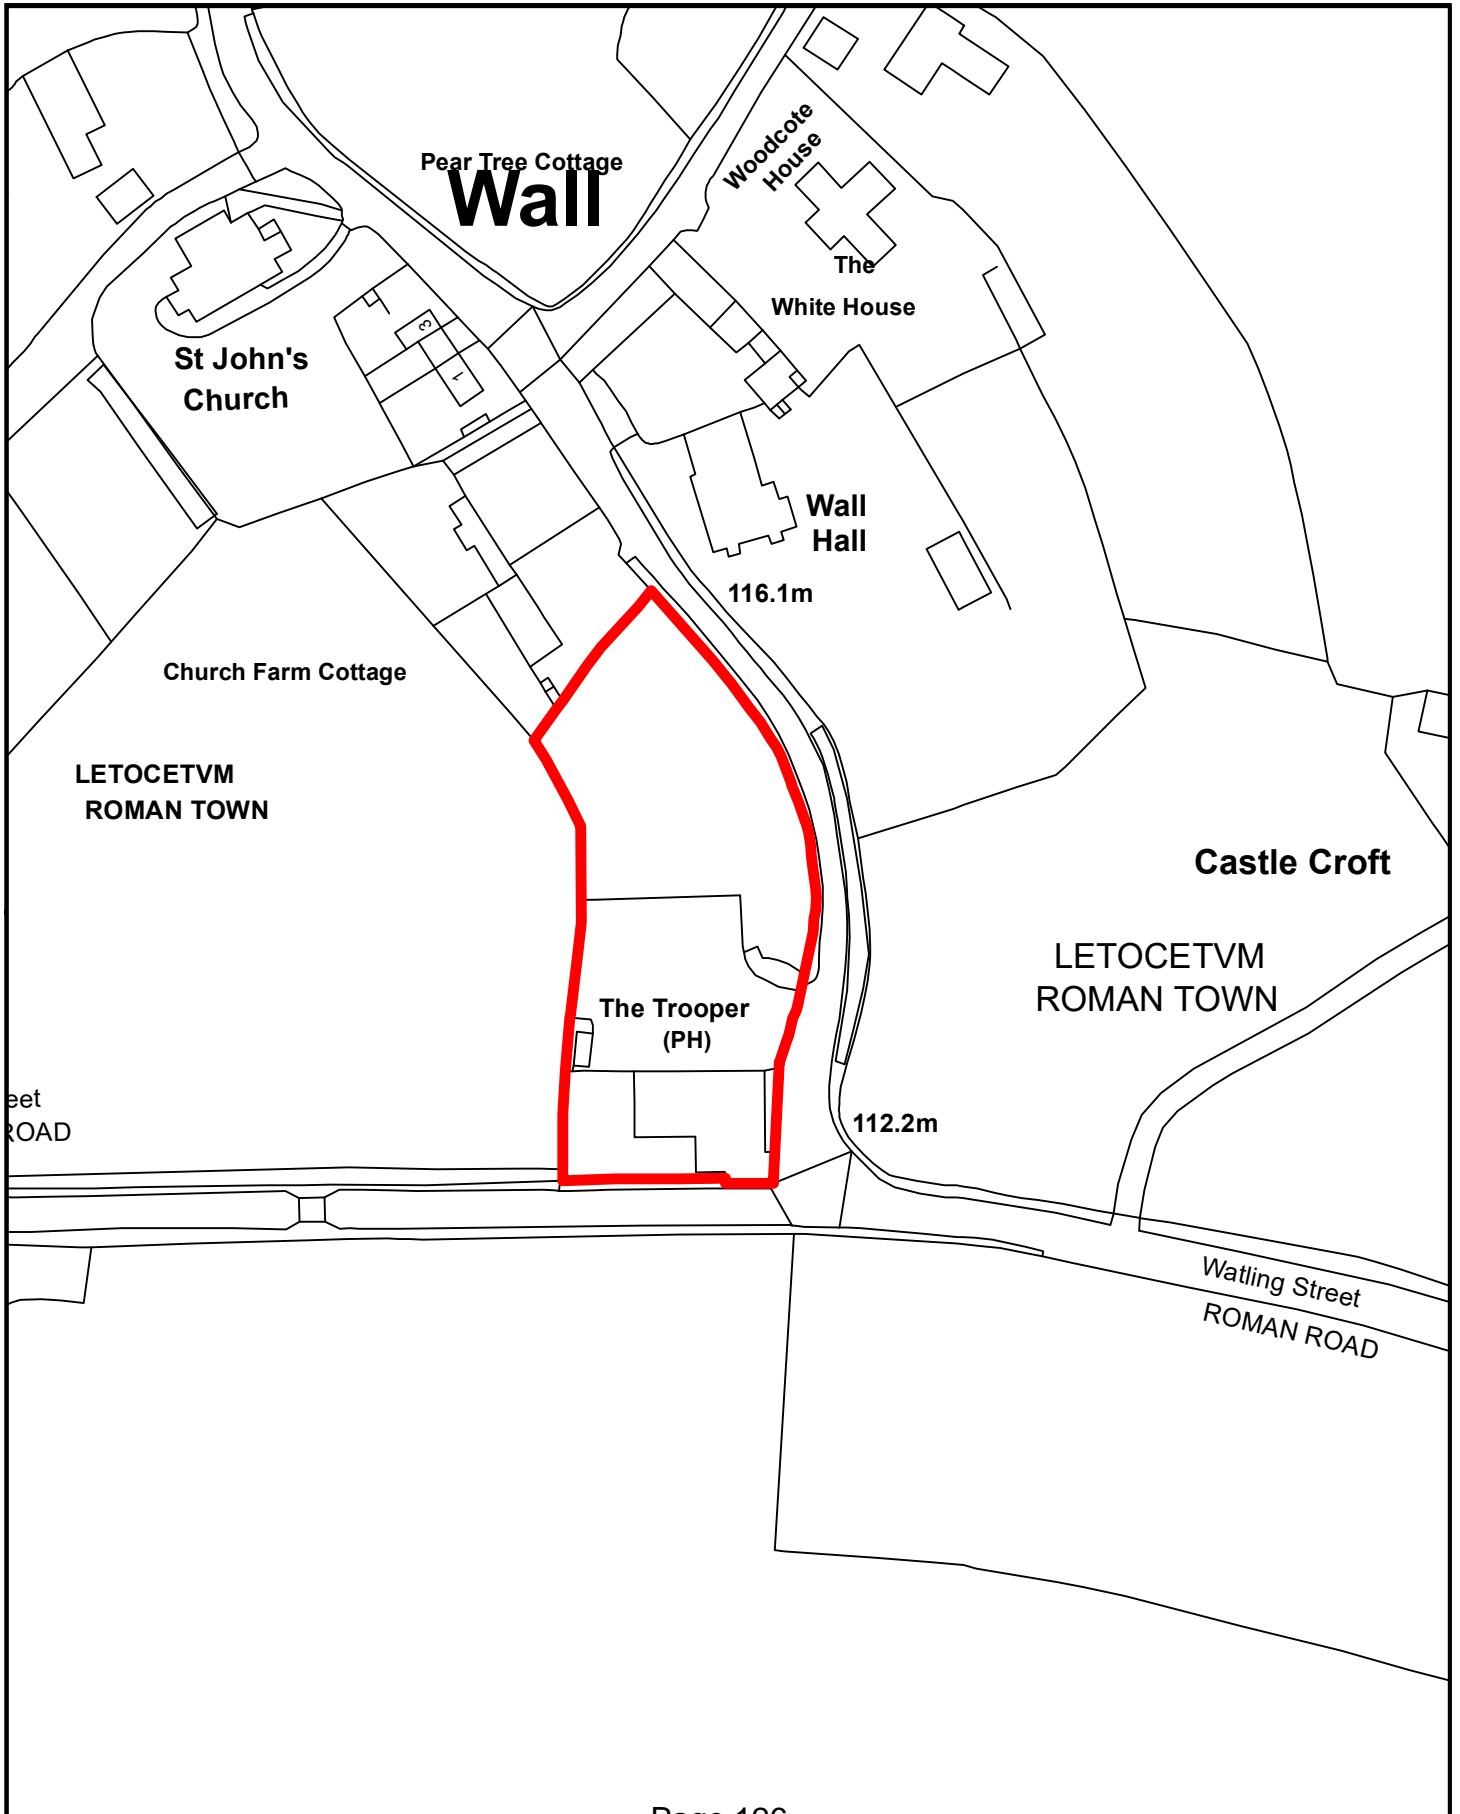 Pear Tree Cottage
Wall
Woodcote
House
The
White House
3
1
St John's
Church
Wall
Hall
116.1m
Church Farm Cottage
LETOCETVM
ROMAN TOWN
Castle Croft
LETOCETVM
ROMAN TOWN
The Trooper
(PH)
eet
ROAD
112.2m
Watling Street
ROMAN ROAD